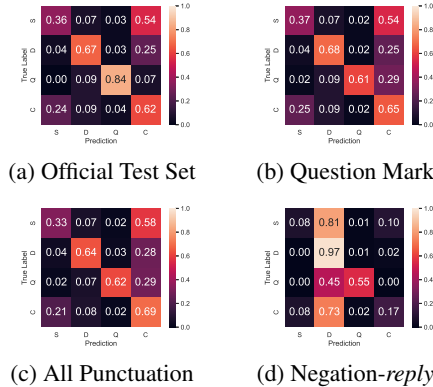 S 0.36 0.07 0.03 0.54
D 0.04 0.67 0.03 0.25
Q 0.00 0.09 0.84 0.07
C 0.24 0.09 0.04 0.62
S D Q C
Prediction
True Label
1.0
0.8
0.6
0.4
0.2
0.0
(a) Official Test Set
S 0.37 0.07 0.02 0.54
D 0.04 0.68 0.02 0.25
Q 0.02 0.09 0.61 0.29
C 0.25 0.09 0.02 0.65
S D Q C
Prediction
True Label
1.0
0.8
0.6
0.4
0.2
0.0
(b) Question Mark
S 0.33 0.07 0.02 0.58
D 0.04 0.64 0.03 0.28
Q 0.02 0.07 0.62 0.29
C 0.21 0.08 0.02 0.69
S D Q C
Prediction
True Label
1.0
0.8
0.6
0.4
0.2
0.0
(c) All Punctuation
S 0.08 0.81 0.01 0.10
D 0.00 0.97 0.01 0.02
Q 0.00 0.45 0.55 0.00
C 0.08 0.73 0.02 0.17
S D Q C
Prediction
True Label
1.0
0.8
0.6
0.4
0.2
0.0
(d) Negation-reply